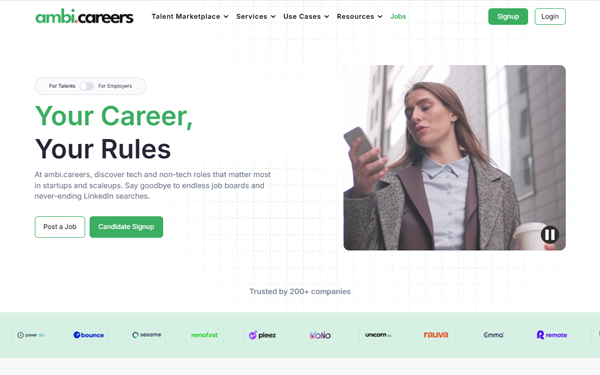 ambi.careers
Talent Marketplace Services Use Cases Resources Jobs
Signup Login
For Talents For Employers
Your Career,
Your Rules
At ambi.careers, discover tech and non-tech roles that matter most
in startups and scaleups. Say goodbye to endless job boards and
never-ending LinkedIn searches.
Post a Job Candidate Signup
Trusted by 200+ companies
power dot bounce sesame remofirst pleez IKONO unicorn rauva Emma remote